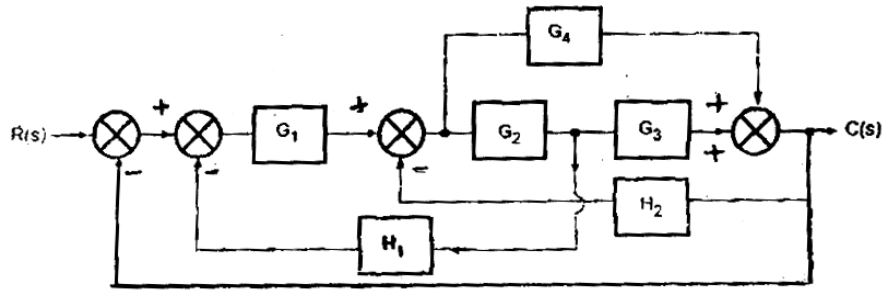 G₄
R(s) + + G₁ + G₂ G₃ + + C(s)
- - -
H₂
H₁